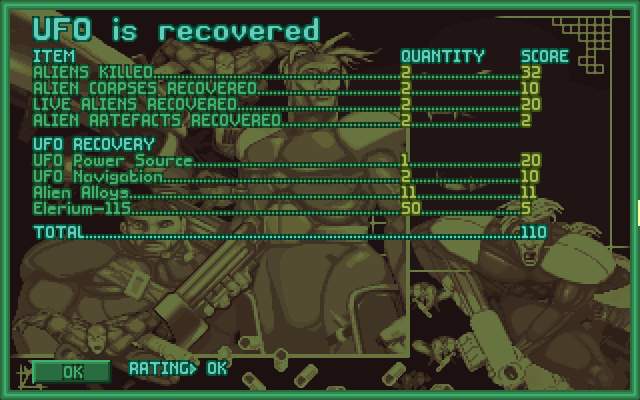 UFO is recovered
ITEM QUANTITY SCORE
ALIENS KILLED 2 32
ALIEN CORPSES RECOVERED 2 10
LIVE ALIENS RECOVERED 2 20
ALIEN ARTEFACTS RECOVERED 2 2
UFO RECOVERY
UFO Power Source 1 20
UFO Navigation 2 10
Alien Alloys 11 11
Elerium-115 50 5
TOTAL 110
OK RATING> OK